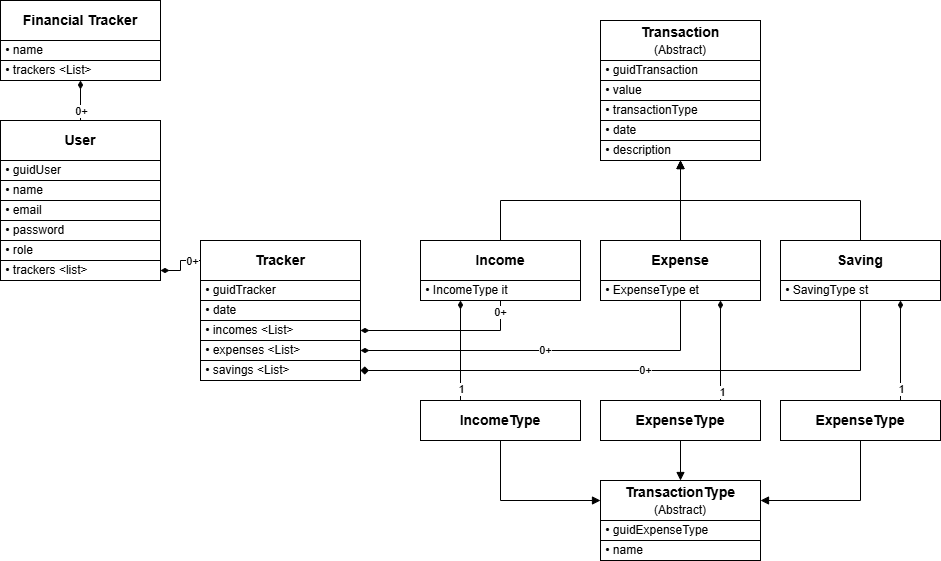 Financial Tracker
• name
• trackers <List>
0+
User
• guidUser
• name
• email
• password
• role
• trackers <list>
0+
Tracker
• guidTracker
• date
• incomes <List>
• expenses <List>
• savings <List>
Transaction
(Abstract)
• guidTransaction
• value
• transactionType
• date
• description
Income
• IncomeType it
0+
Expense
• ExpenseType et
0+
Saving
• SavingType st
0+
1
1
1
IncomeType
ExpenseType
ExpenseType
TransactionType
(Abstract)
• guidExpenseType
• name